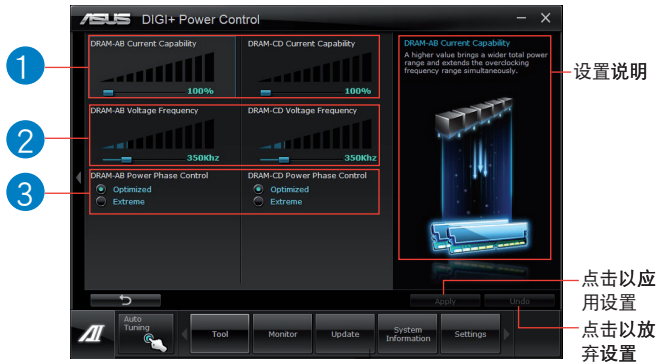 ASUS DIGI+ Power Control
1
DRAM-AB Current Capability
100%
DRAM-CD Current Capability
100%
DRAM-AB Current Capability
A higher value brings a wider total power
range and extends the overclocking
frequency range simultaneously.
设置说明
2
DRAM-AB Voltage Frequency
350Khz
DRAM-CD Voltage Frequency
350Khz
3
DRAM-AB Power Phase Control
Optimized
Extreme
DRAM-CD Power Phase Control
Optimized
Extreme
Apply
Undo
点击以应
用设置
点击以放
弃设置
AI
Auto
Tuning
Tool
Monitor
Update
System
Information
Settings